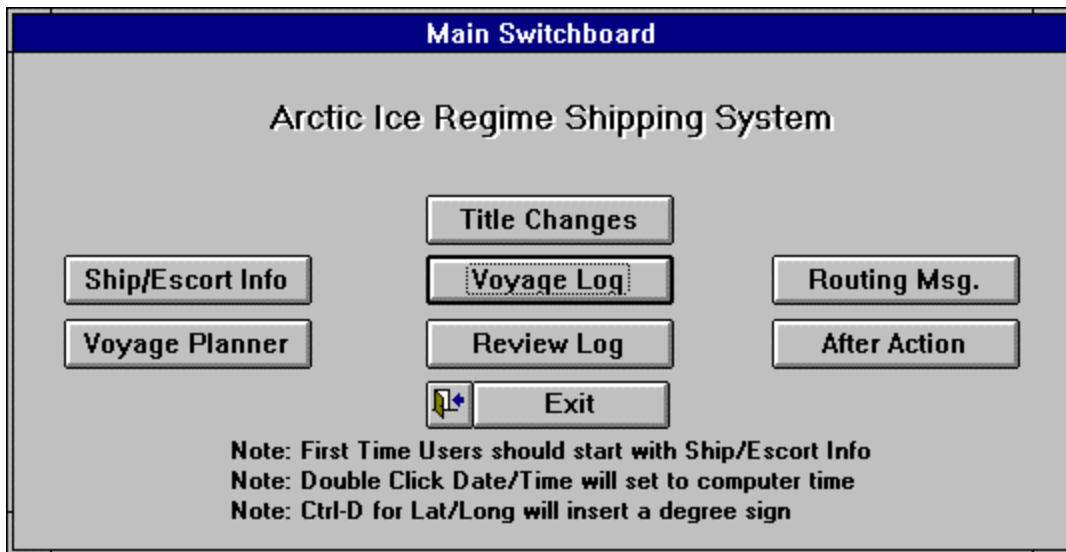 Main Switchboard
Arctic Ice Regime Shipping System
Title Changes
Ship/Escort Info Voyage Log Routing Msg.
Voyage Planner Review Log After Action
Exit
Note: First Time Users should start with Ship/Escort Info
Note: Double Click Date/Time will set to computer time
Note: Ctrl-D for Lat/Long will insert a degree sign